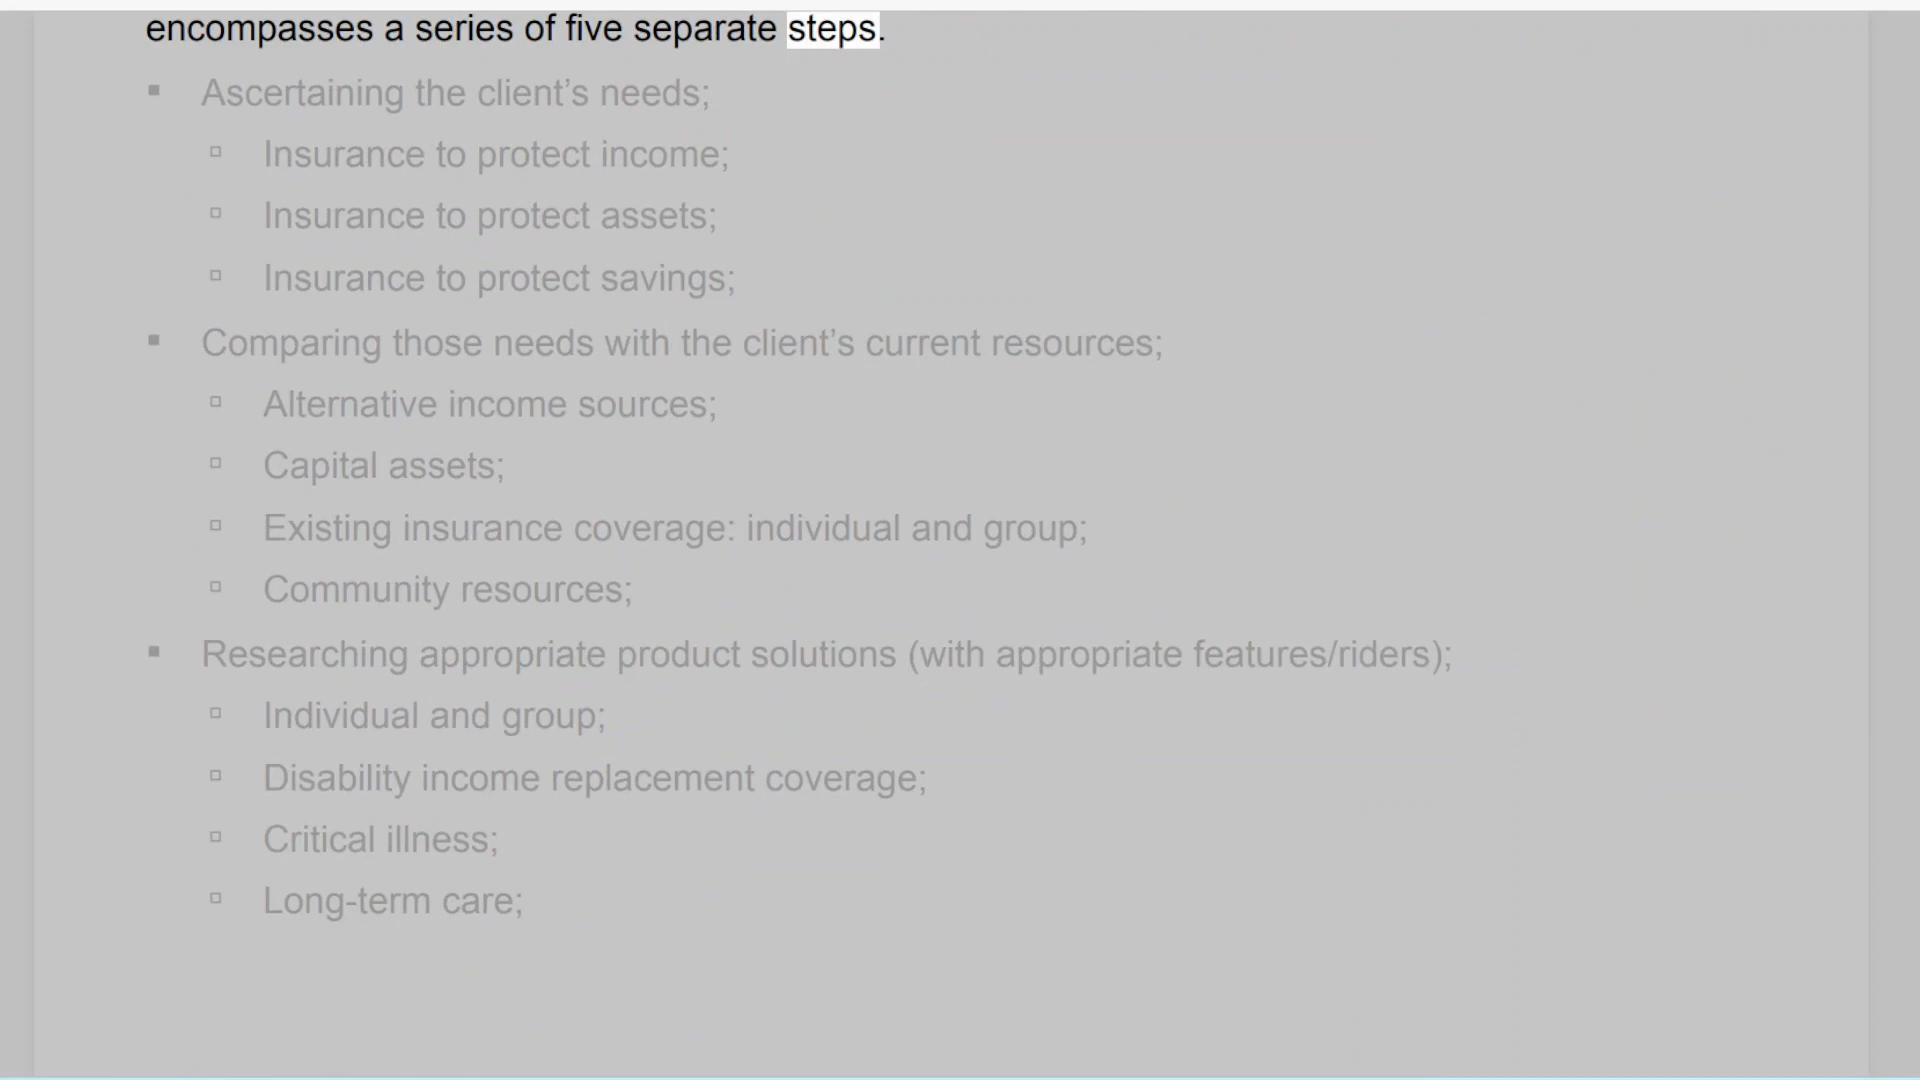 encompasses a series of five separate steps.
▪ Ascertaining the client’s needs;
▫ Insurance to protect income;
▫ Insurance to protect assets;
▫ Insurance to protect savings;
▪ Comparing those needs with the client’s current resources;
▫ Alternative income sources;
▫ Capital assets;
▫ Existing insurance coverage: individual and group;
▫ Community resources;
▪ Researching appropriate product solutions (with appropriate features/riders);
▫ Individual and group;
▫ Disability income replacement coverage;
▫ Critical illness;
▫ Long-term care;